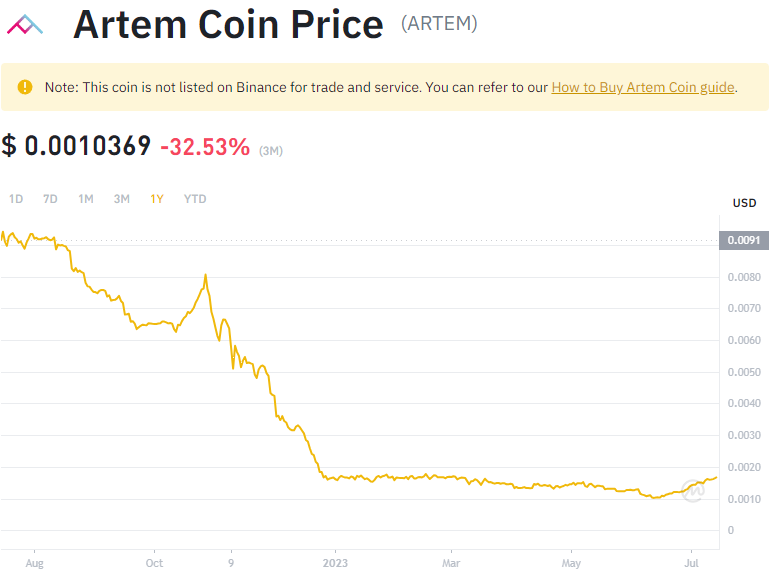 Artem Coin Price (ARTEM)
Note: This coin is not listed on Binance for trade and service. You can refer to our How to Buy Artem Coin guide.
$ 0.0010369 -32.53% (3M)
1D 7D 1M 3M 1Y YTD
USD
0.0091
0.0080
0.0070
0.0060
0.0050
0.0040
0.0030
0.0020
0.0010
0
Aug Oct 9 2023 Mar May Jul